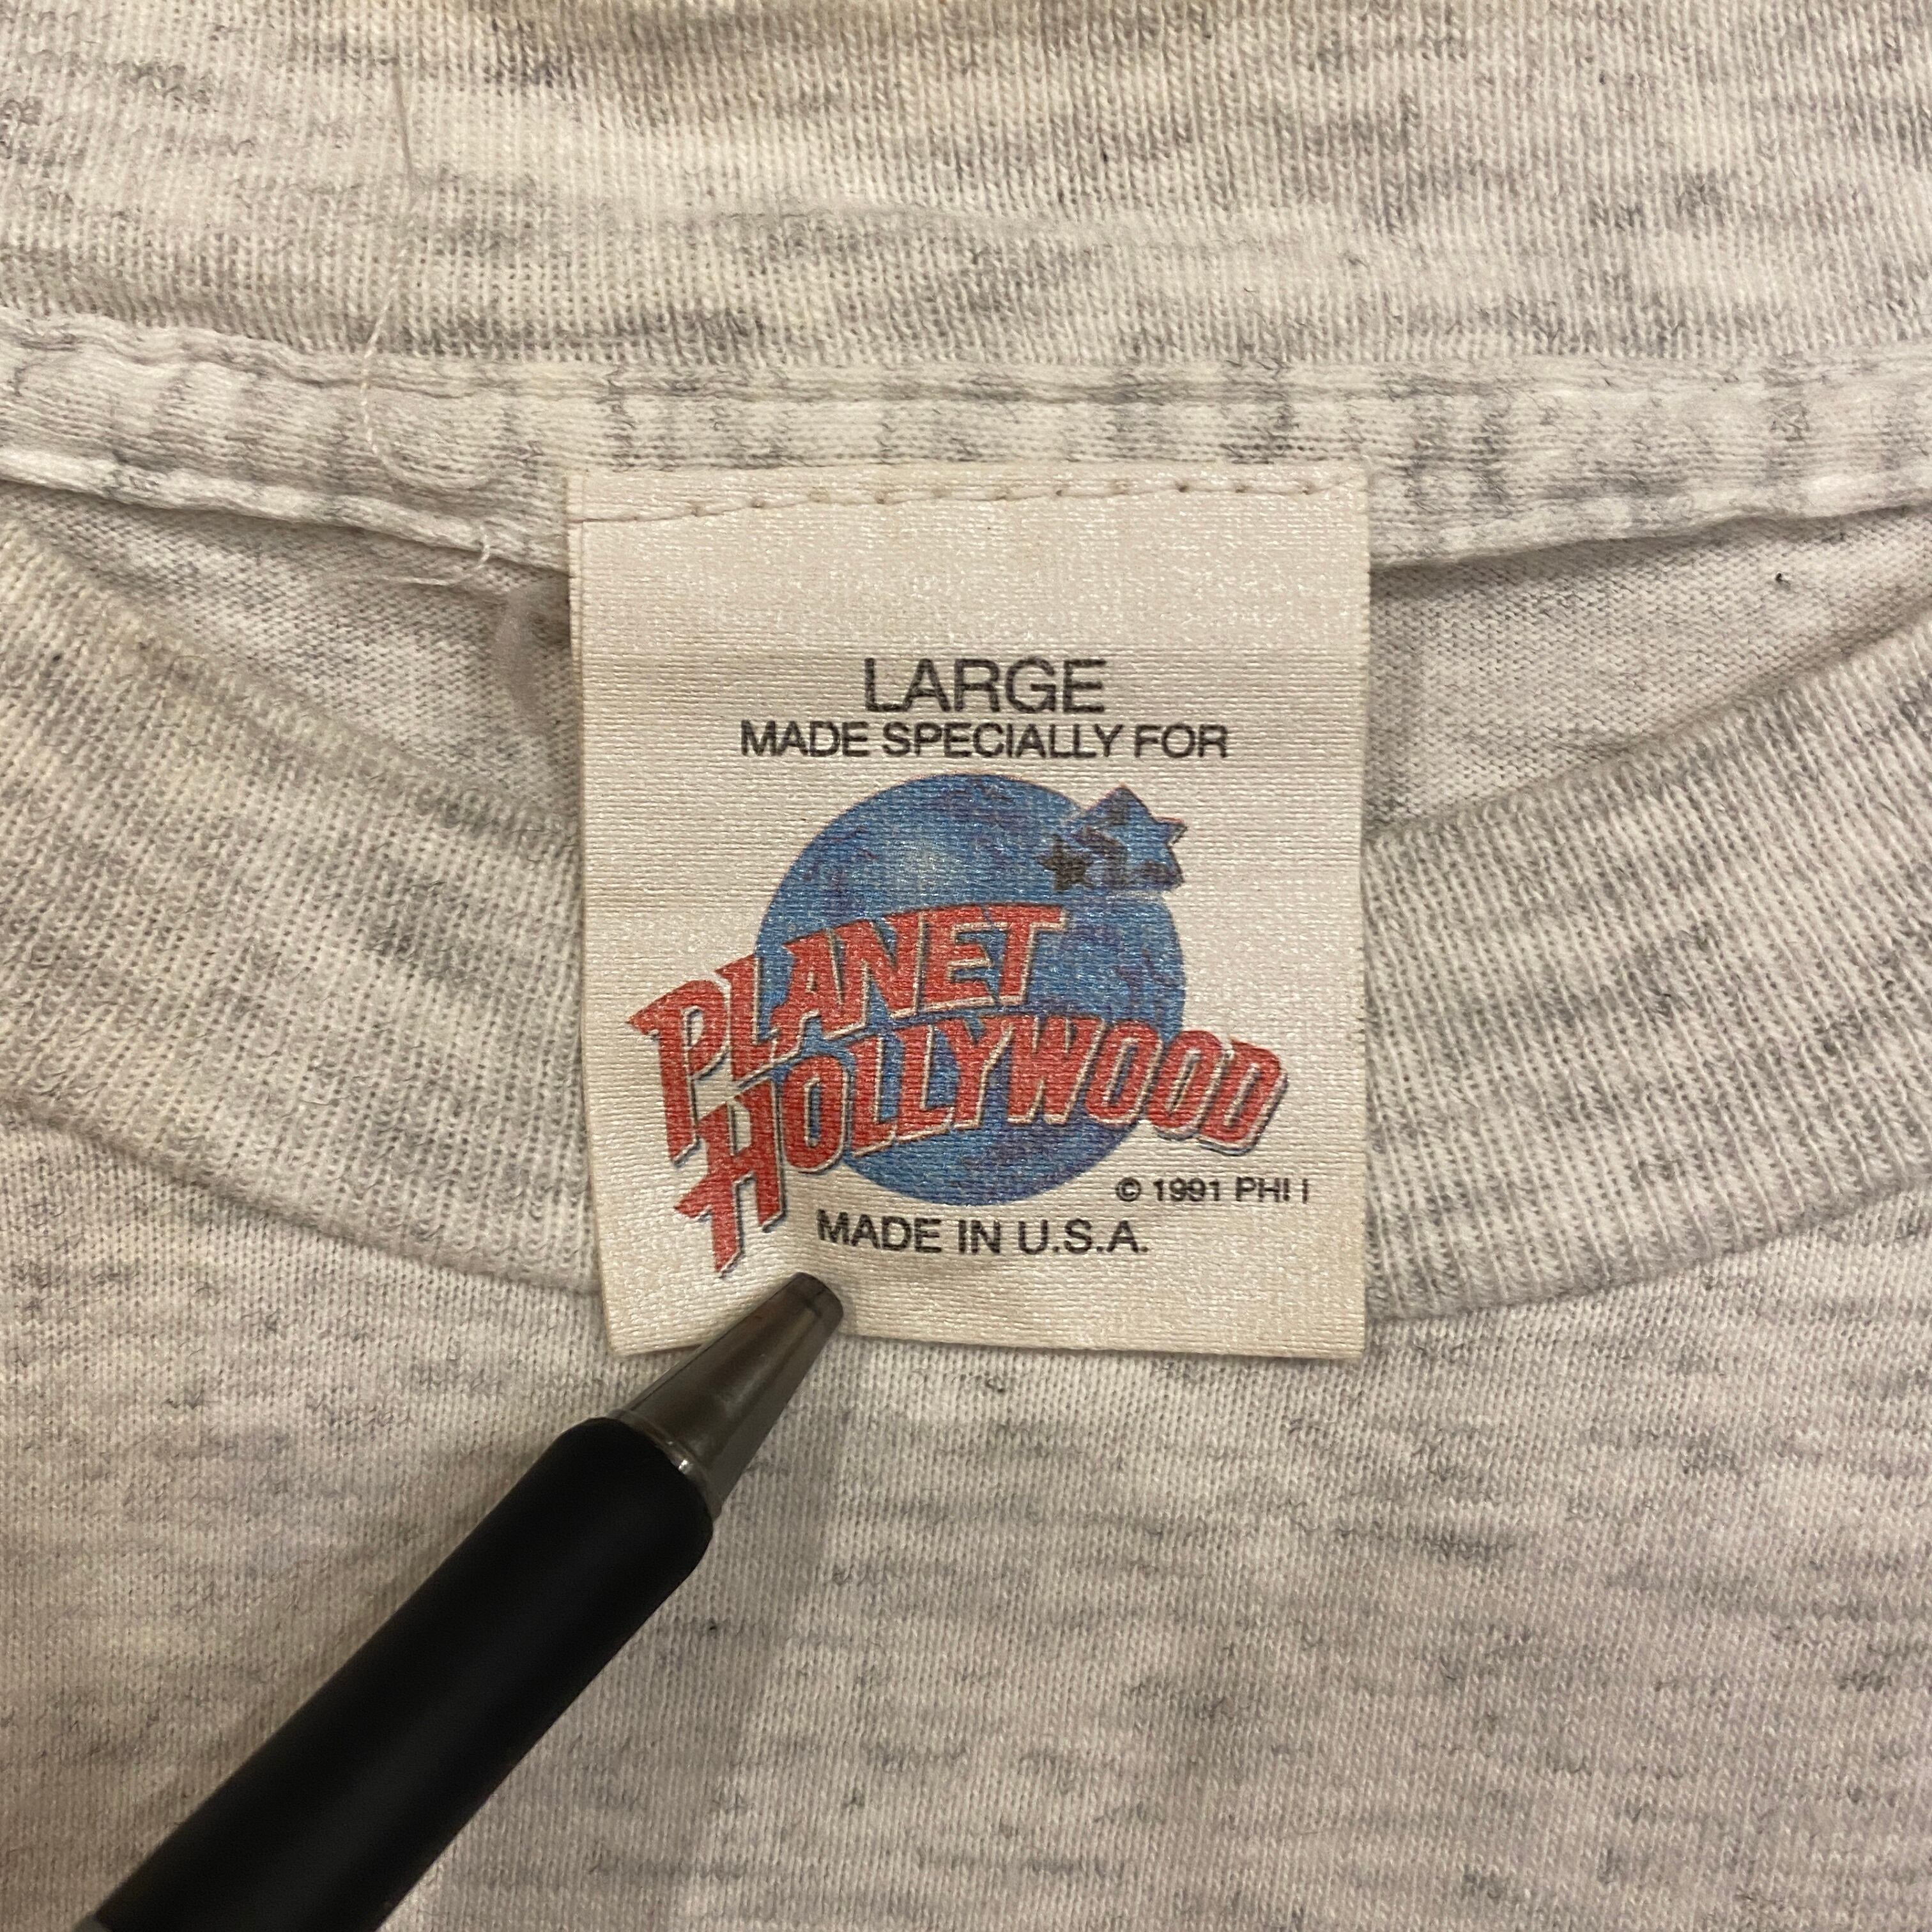 LARGE
MADE SPECIALLY FOR
PLANET
HOLLYWOOD
© 1991 PHI I
MADE IN U.S.A.